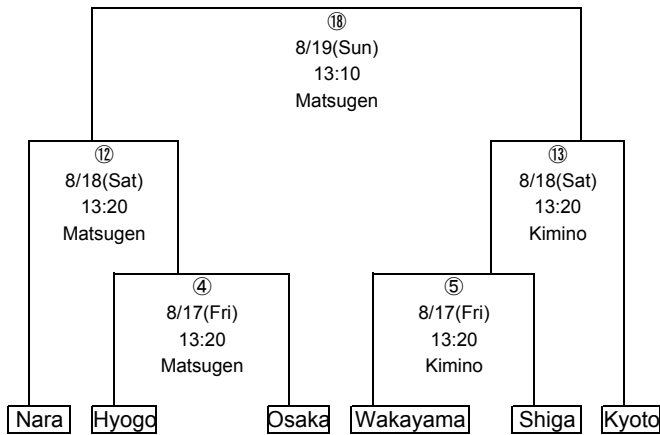 ⑱
8/19(Sun)
13:10
Matsugen
⑫
8/18(Sat)
13:20
Matsugen
⑬
8/18(Sat)
13:20
Kimino
④
8/17(Fri)
13:20
Matsugen
⑤
8/17(Fri)
13:20
Kimino
Nara Hyogo Osaka Wakayama Shiga Kyoto